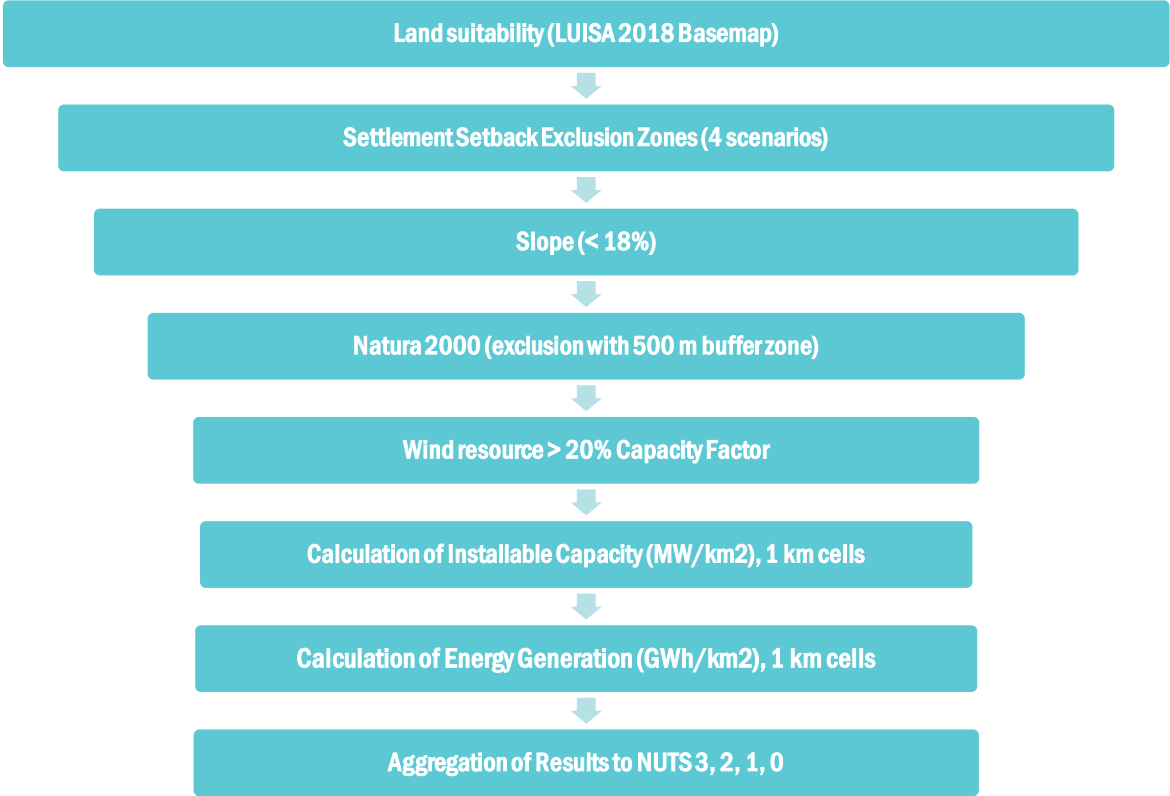 Land suitability (LUISA 2018 Basemap)
Settlement Setback Exclusion Zones (4 scenarios)
Slope (< 18%)
Natura 2000 (exclusion with 500 m buffer zone)
Wind resource > 20% Capacity Factor
Calculation of Installable Capacity (MW/km2), 1 km cells
Calculation of Energy Generation (GWh/km2), 1 km cells
Aggregation of Results to NUTS 3, 2, 1, 0